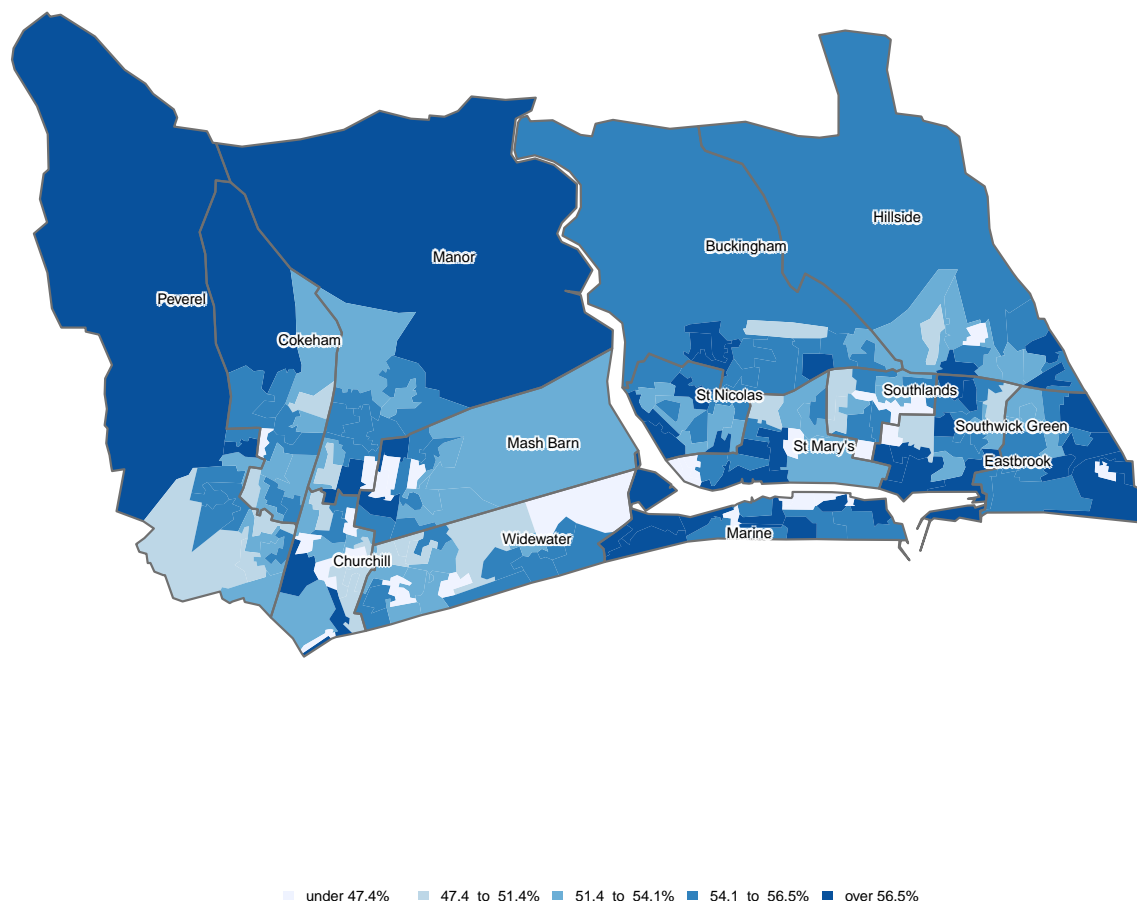 Hillside
Buckingham
Manor
Peverel
Cokeham
Southlands
St Nicolas
Southwick Green
Mash Barn
St Mary's
Eastbrook
Marine
Widewater
Churchill
under 47.4% 47.4 to 51.4% 51.4 to 54.1% 54.1 to 56.5% over 56.5%